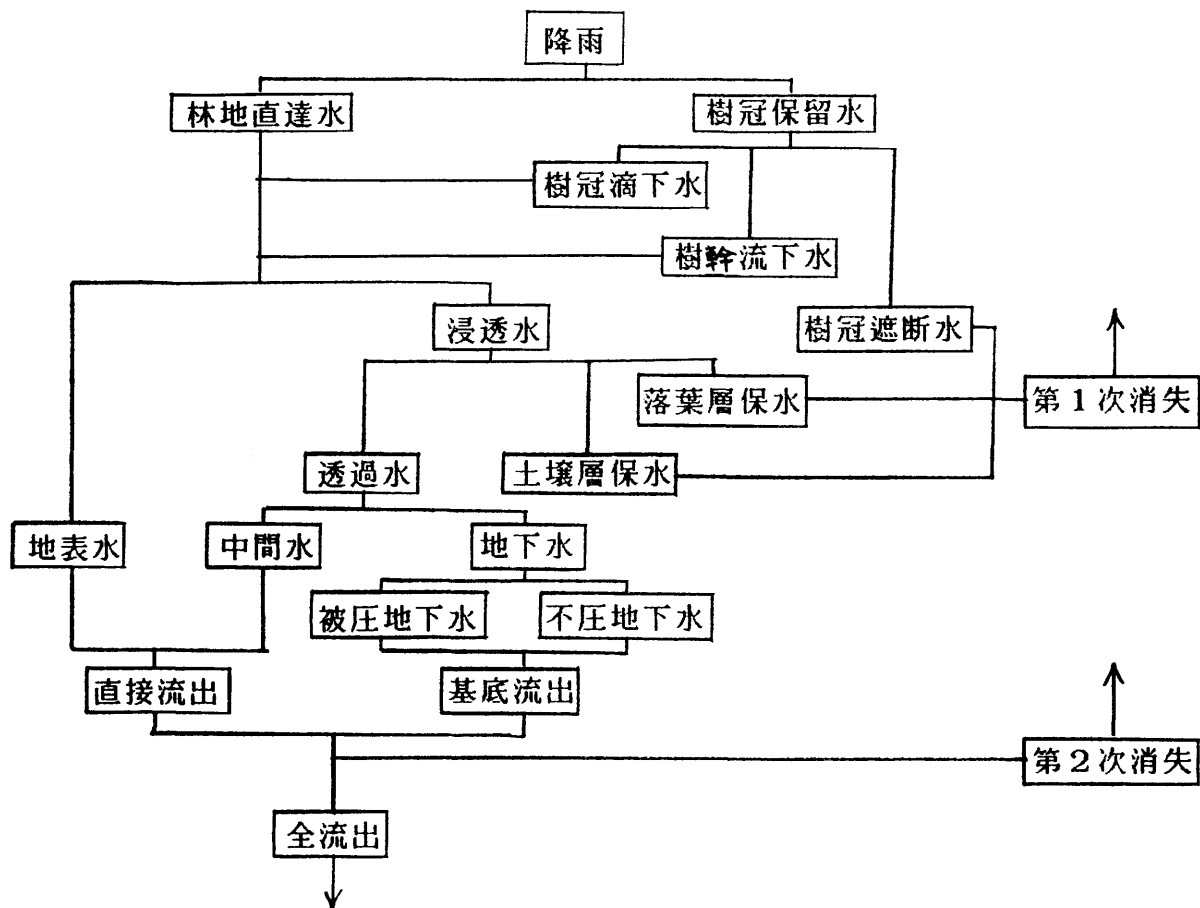 降雨
林地直達水
樹冠保留水
樹冠滴下水
樹幹流下水
浸透水
樹冠遮断水
落葉層保水
第1次消失
透過水
土壌層保水
地表水
中間水
地下水
被圧地下水
不圧地下水
直接流出
基底流出
第2次消失
全流出